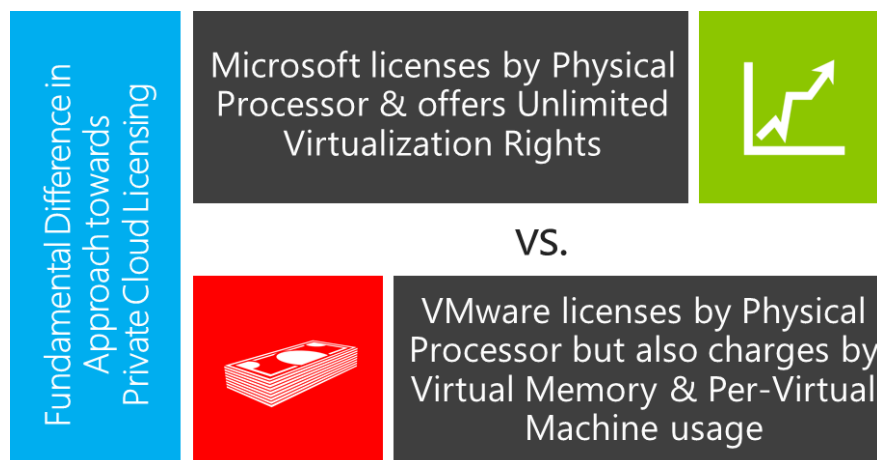 Fundamental Difference in
Approach towards
Private Cloud Licensing
Microsoft licenses by Physical
Processor & offers Unlimited
Virtualization Rights
vs.
VMware licenses by Physical
Processor but also charges by
Virtual Memory & Per-Virtual
Machine usage